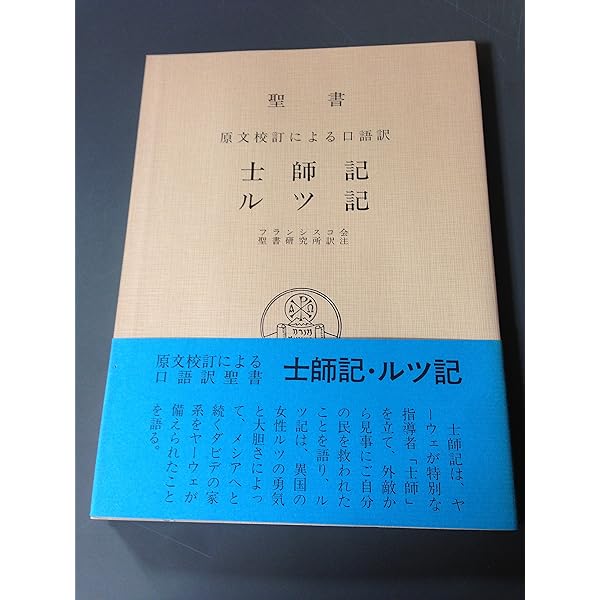 聖書
原文校訂による口語訳
士師記
ルツ記
フランシスコ会
聖書研究所訳注
Α Ω
原文校訂による
口語訳聖書
士師記・ルツ記
士師記は、ヤ
ーウェが特別な
指導者「士師」
を立て、外敵か
ら見事にご自分
の民を救われた
ことを語り、ル
ツ記は、異国の
女性ルツの勇気
と大胆さによっ
て、メシアへと
続くダビデの家
系をヤーウェが
備えられたこと
を語る。